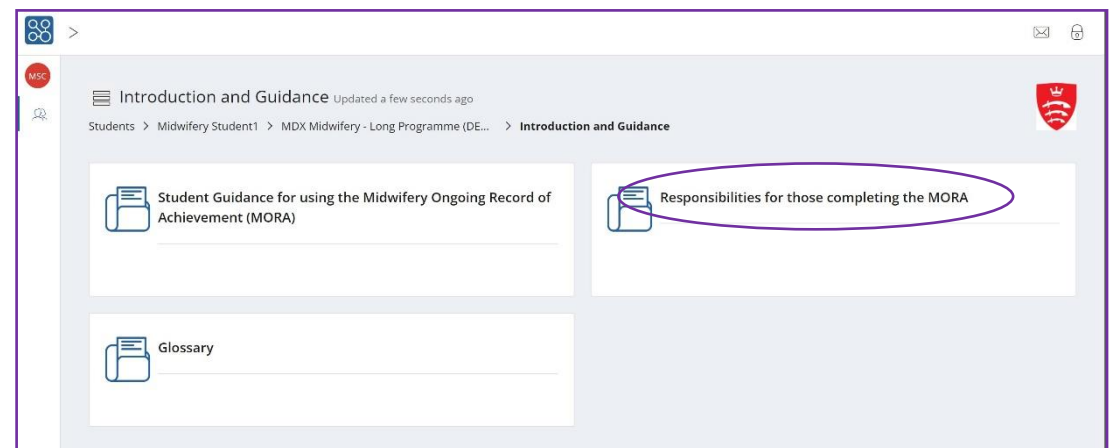 >
MSC
Introduction and Guidance Updated a few seconds ago
Students > Midwifery Student1 > MDX Midwifery - Long Programme (DE... > Introduction and Guidance
Student Guidance for using the Midwifery Ongoing Record of
Achievement (MORA)
Responsibilities for those completing the MORA
Glossary